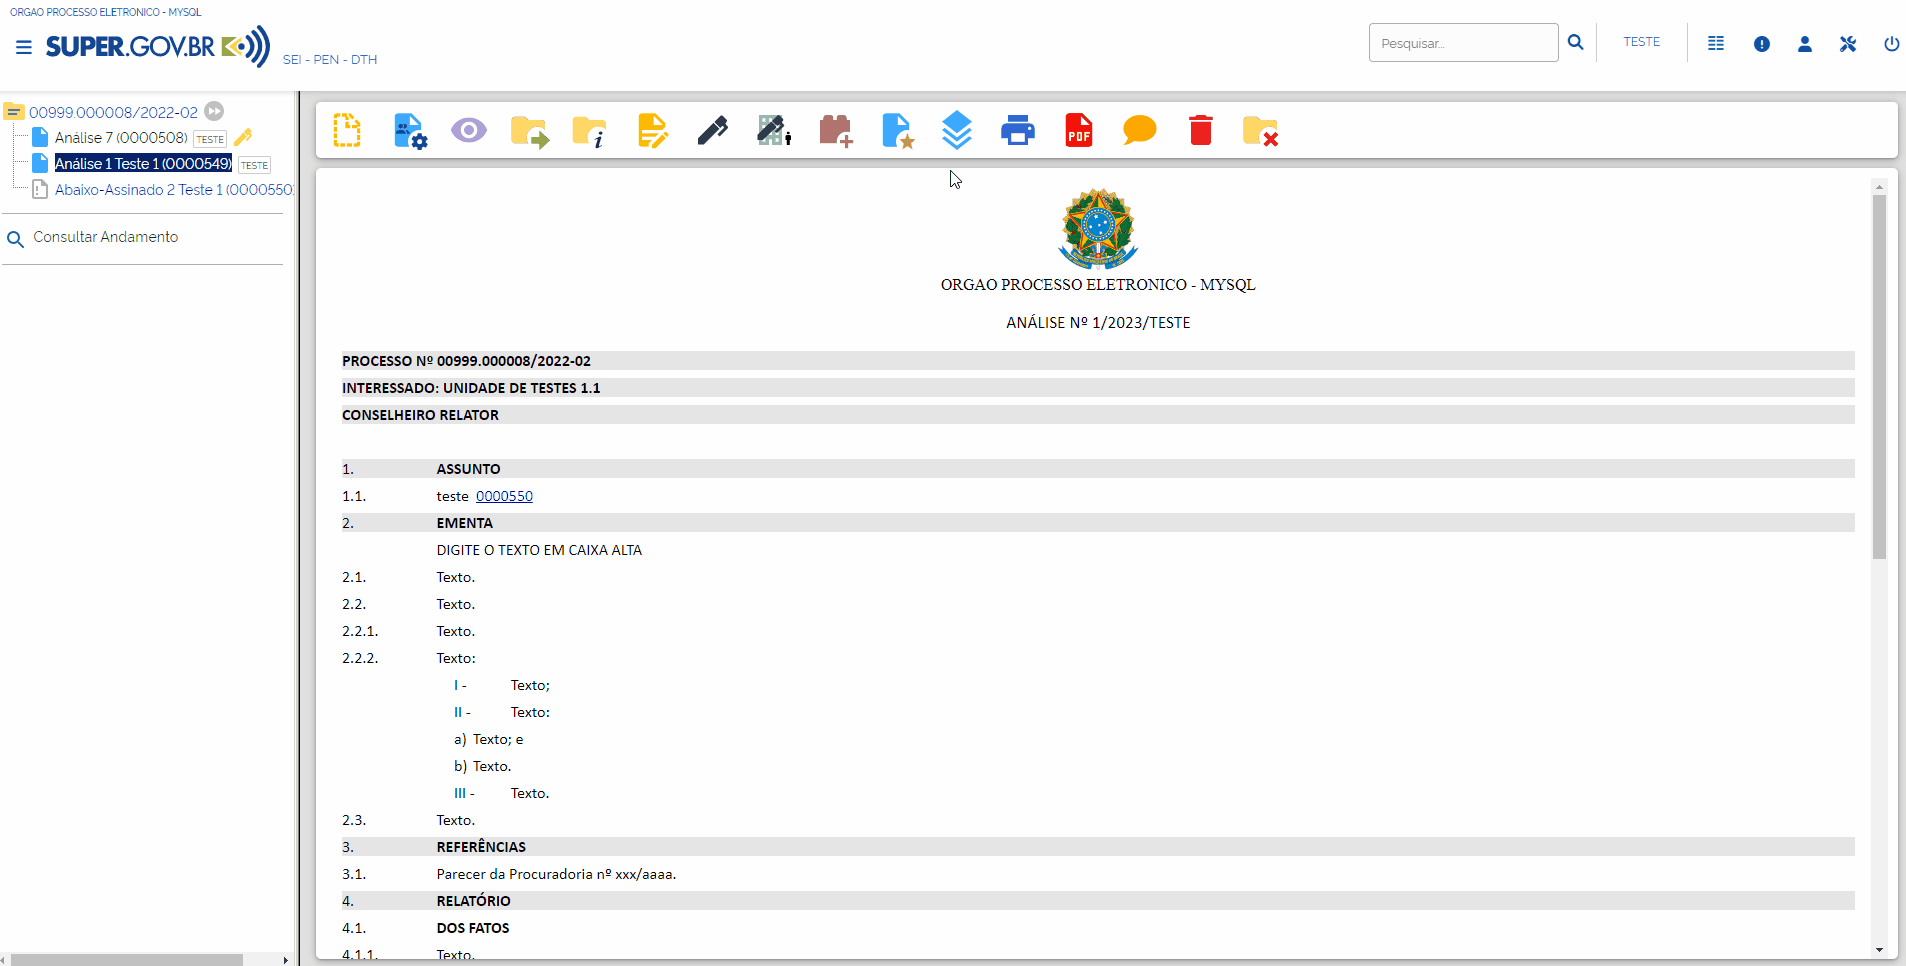 ORGAO PROCESSO ELETRONICO - MYSQL
SUPER.GOV.BR
SEI - PEN - DTH
Pesquisar...
TESTE
00999.000008/2022-02
Análise 7 (0000508) TESTE
Análise 1 Teste 1 (0000549) TESTE
Abaixo-Assinado 2 Teste 1 (0000550
Consultar Andamento
PDF
ORGAO PROCESSO ELETRONICO - MYSQL
ANÁLISE Nº 1/2023/TESTE
PROCESSO Nº 00999.000008/2022-02
INTERESSADO: UNIDADE DE TESTES 1.1
CONSELHEIRO RELATOR
1. ASSUNTO
1.1. teste 0000550
2. EMENTA
DIGITE O TEXTO EM CAIXA ALTA
2.1. Texto.
2.2. Texto.
2.2.1. Texto.
2.2.2. Texto:
I - Texto;
II - Texto:
a) Texto; e
b) Texto.
III - Texto.
2.3. Texto.
3. REFERÊNCIAS
3.1. Parecer da Procuradoria nº xxx/aaaa.
4. RELATÓRIO
4.1. DOS FATOS
4.1.1. Texto.